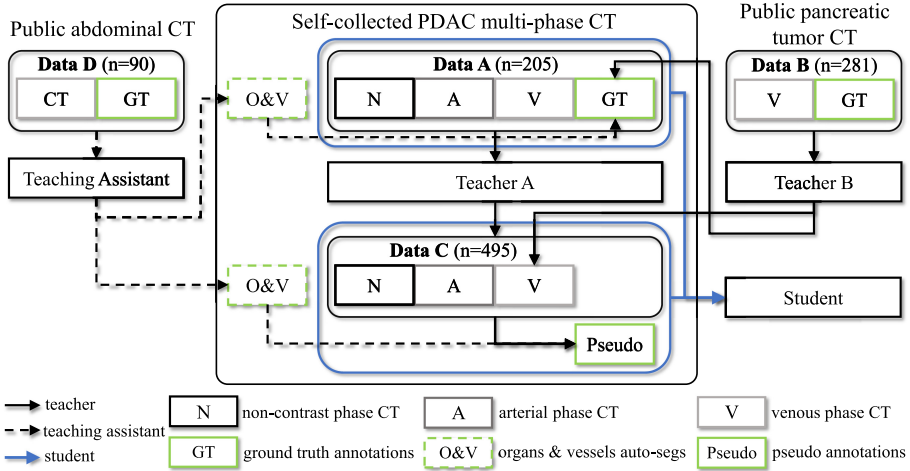 Public abdominal CT
Self-collected PDAC multi-phase CT
Public pancreatic
tumor CT
Data D (n=90)
CT
GT
O&V
Data A (n=205)
N
A
V
GT
Data B (n=281)
V
GT
Teaching Assistant
Teacher A
Teacher B
O&V
Data C (n=495)
N
A
V
Pseudo
Student
teacher
teaching assistant
student
N
non-contrast phase CT
A
arterial phase CT
V
venous phase CT
GT
ground truth annotations
O&V
organs & vessels auto-segs
Pseudo
pseudo annotations